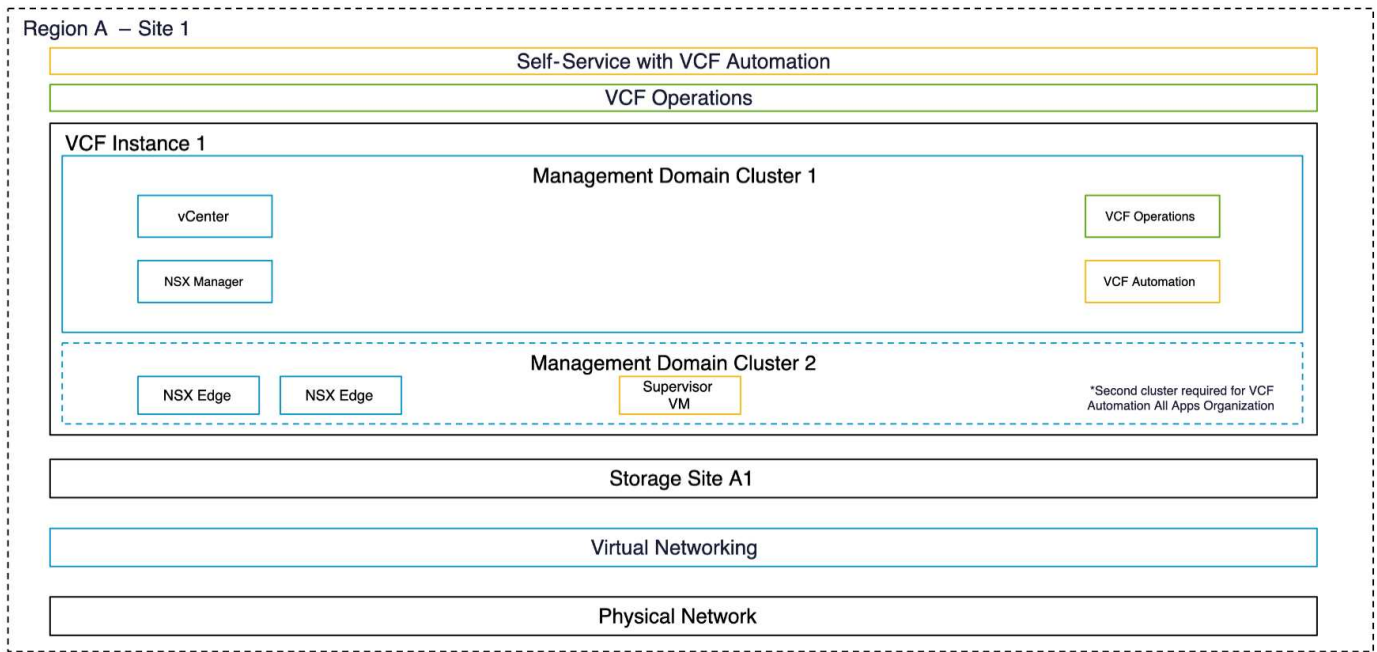 Region A – Site 1
Self-Service with VCF Automation
VCF Operations
VCF Instance 1
Management Domain Cluster 1
vCenter
VCF Operations
NSX Manager
VCF Automation
Management Domain Cluster 2
NSX Edge
NSX Edge
Supervisor
VM
*Second cluster required for VCF
Automation All Apps Organization
Storage Site A1
Virtual Networking
Physical Network